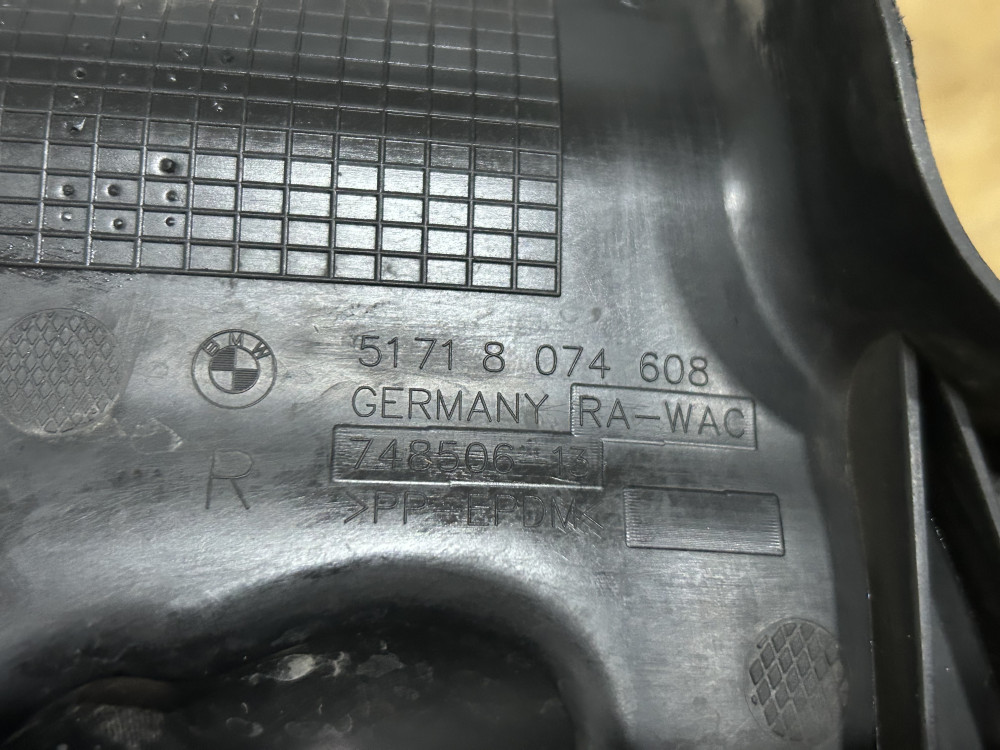 BMW
5171 8 074 608
GERMANY RA-WAC
748506-13
R
>PP+EPDM<